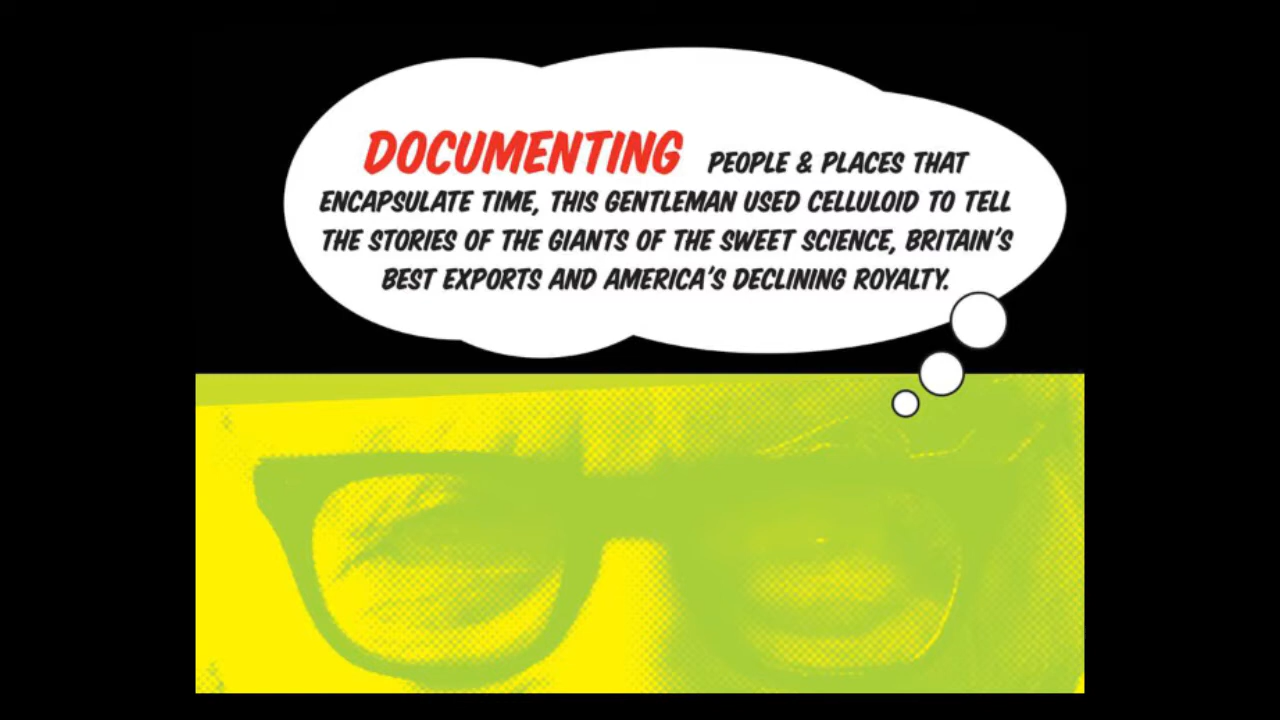 DOCUMENTING PEOPLE & PLACES THAT
ENCAPSULATE TIME, THIS GENTLEMAN USED CELLULOID TO TELL
THE STORIES OF THE GIANTS OF THE SWEET SCIENCE, BRITAIN'S
BEST EXPORTS AND AMERICA'S DECLINING ROYALTY.